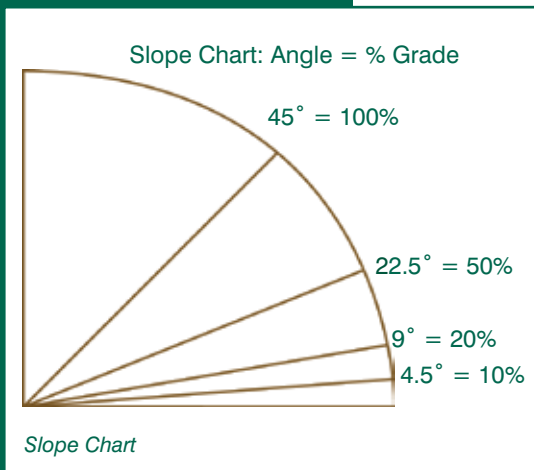 Slope Chart: Angle = % Grade
45˚ = 100%
22.5˚ = 50%
9˚ = 20%
4.5˚ = 10%
Slope Chart